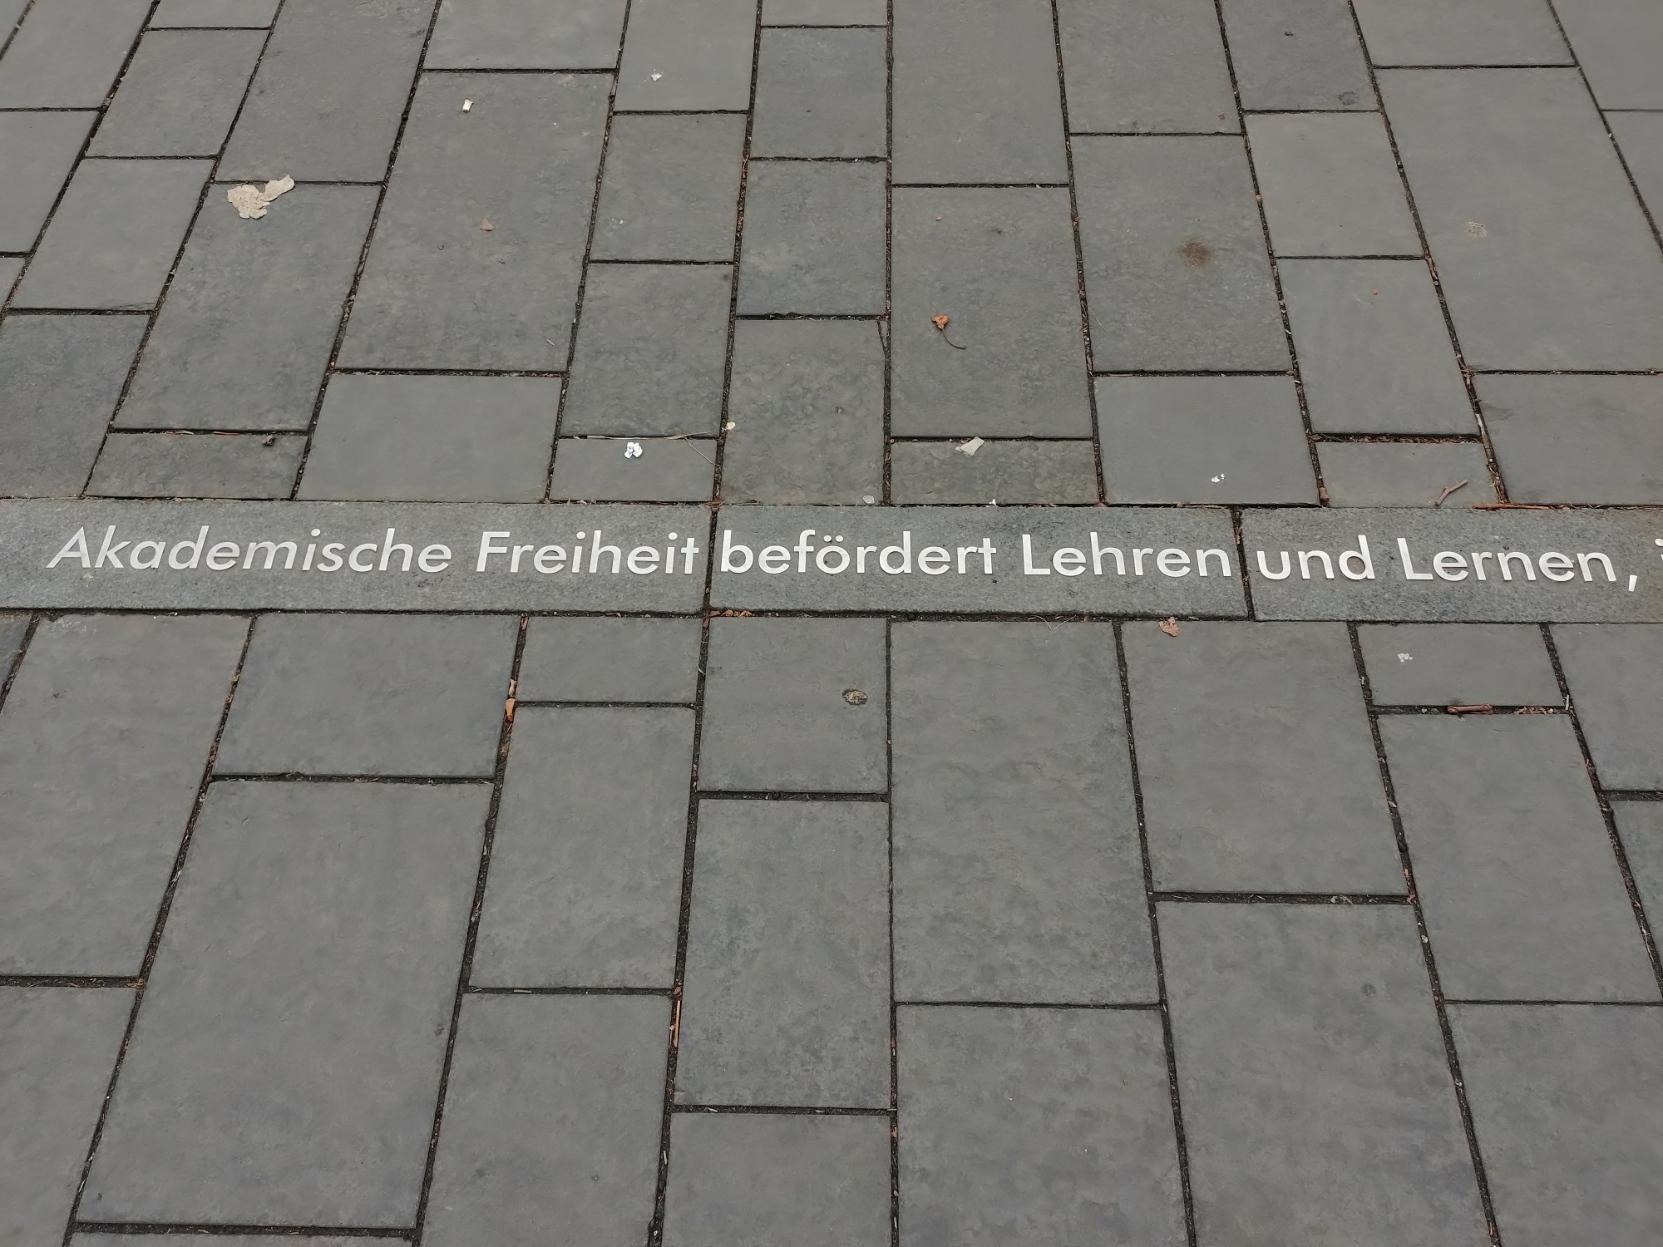 Akademische Freiheit befördert Lehren und Lernen,